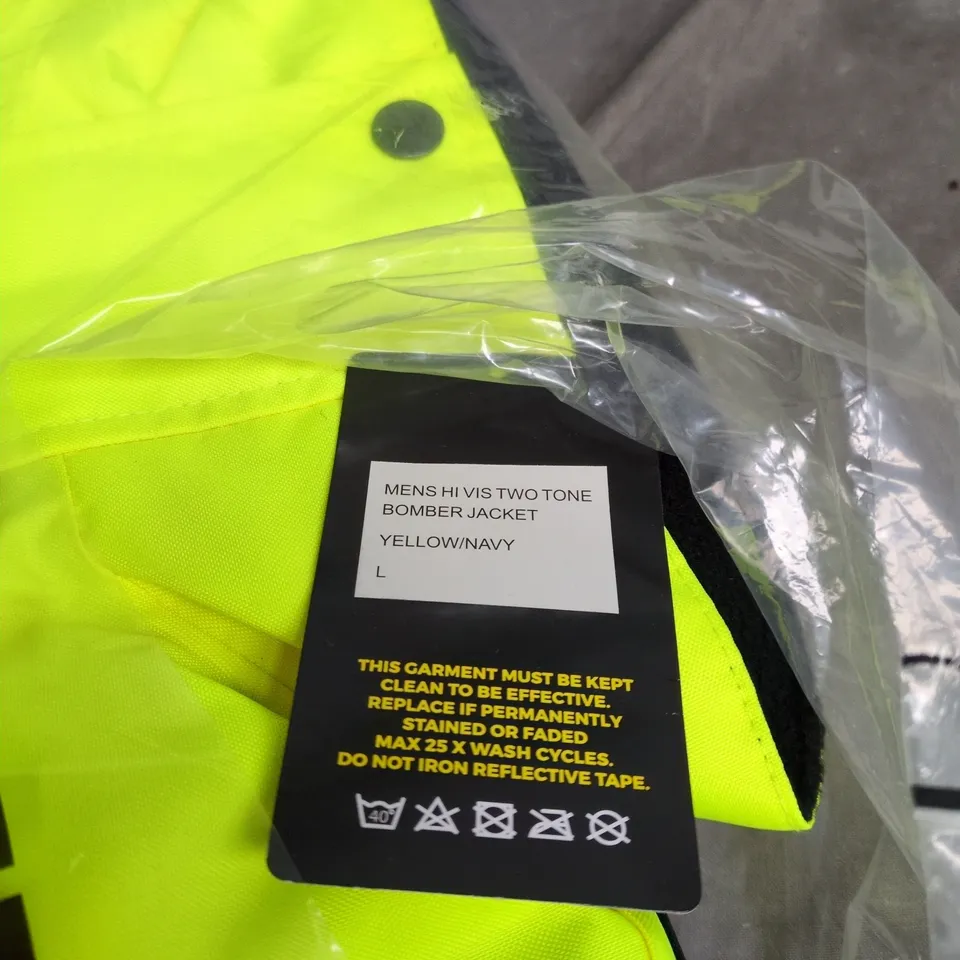 MENS HI VIS TWO TONE
BOMBER JACKET
YELLOW/NAVY
L
THIS GARMENT MUST BE KEPT
CLEAN TO BE EFFECTIVE.
REPLACE IF PERMANENTLY
STAINED OR FADED
MAX 25 X WASH CYCLES.
DO NOT IRON REFLECTIVE TAPE.
40°